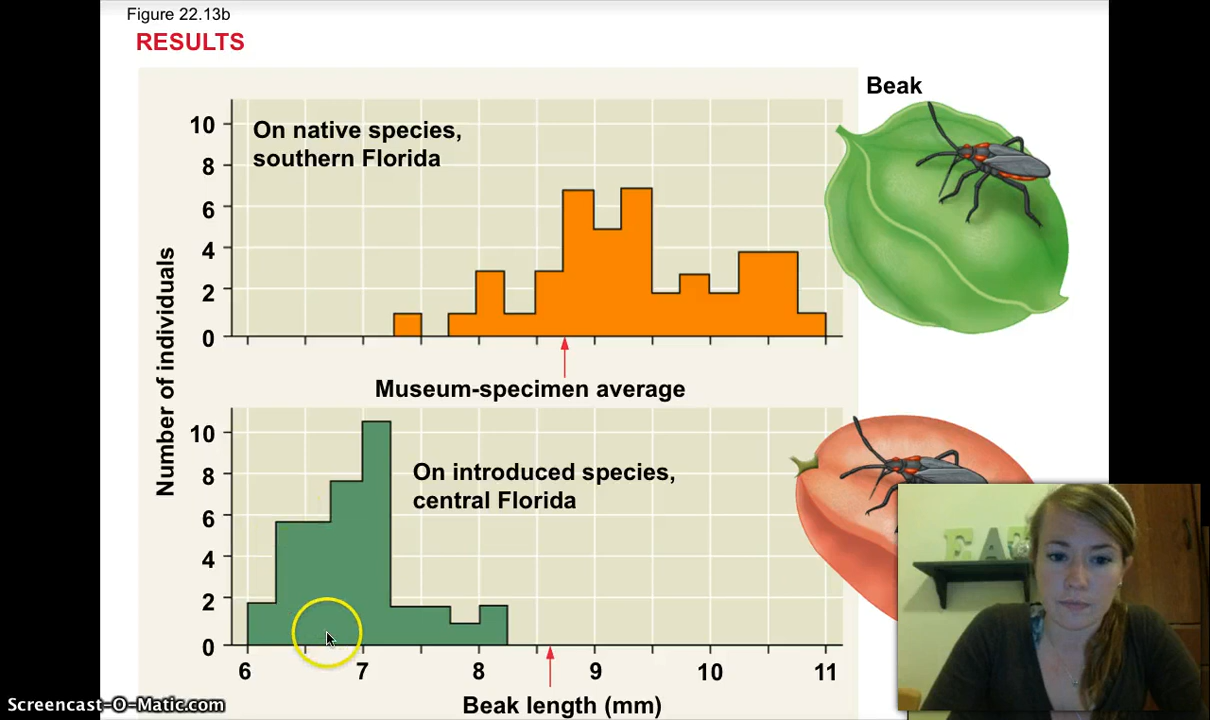 Figure 22.13b
RESULTS
Beak
On native species,
southern Florida
10
8
6
4
2
0
Museum-specimen average
Number of individuals
On introduced species,
central Florida
10
8
6
4
2
0
6 7 8 9 10 11
Beak length (mm)
EAT
Screencast-O-Matic.com